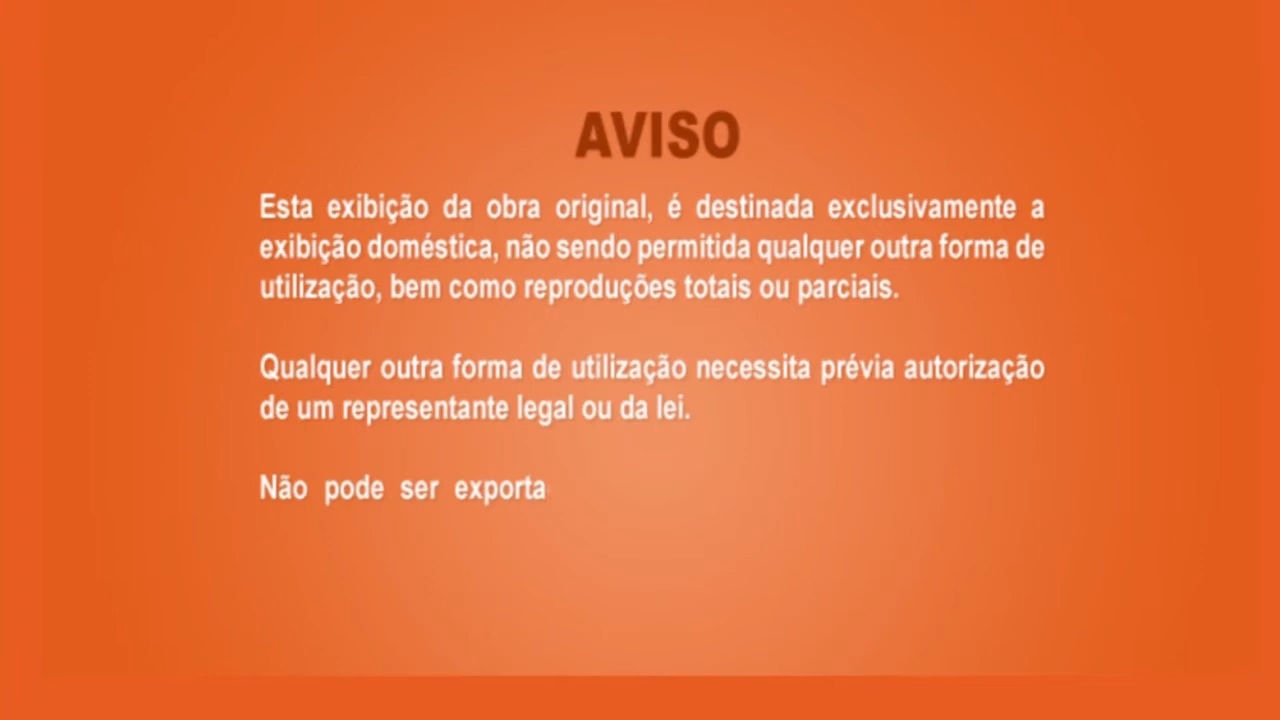 AVISO
Esta exibição da obra original, é destinada exclusivamente a
exibição doméstica, não sendo permitida qualquer outra forma de
utilização, bem como reproduções totais ou parciais.
Qualquer outra forma de utilização necessita prévia autorização
de um representante legal ou da lei.
Não pode ser exporta